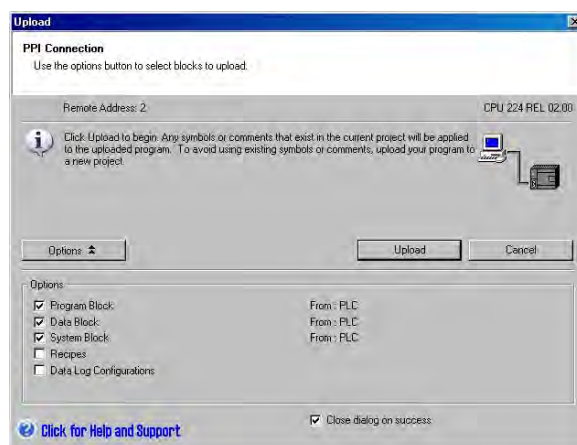 Upload
PPI Connection
Use the options button to select blocks to upload.
Remote Address: 2
CPU 224 REL 02.00
Click Upload to begin. Any symbols or comments that exist in the current project will be applied
to the uploaded program. To avoid using existing symbols or comments, upload your program to
a new project.
Options
Upload
Cancel
Options
Program Block
From : PLC
Data Block
From : PLC
System Block
From : PLC
Recipes
Data Log Configurations
Click for Help and Support
Close dialog on success